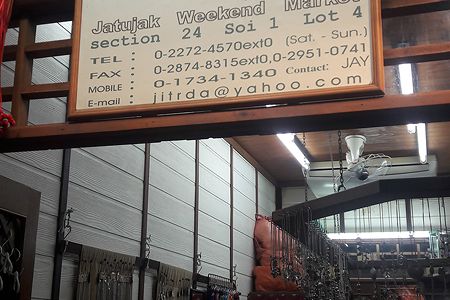 Jatujak Weekend Market
section 24 Soi 1 Lot 4
TEL : 0-2272-4570ext0 (Sat. - Sun.)
FAX : 0-2874-8315ext0,0-2951-0741
MOBILE : 0-1734-1340 Contact: JAY
E-mail : jitrda@yahoo.com